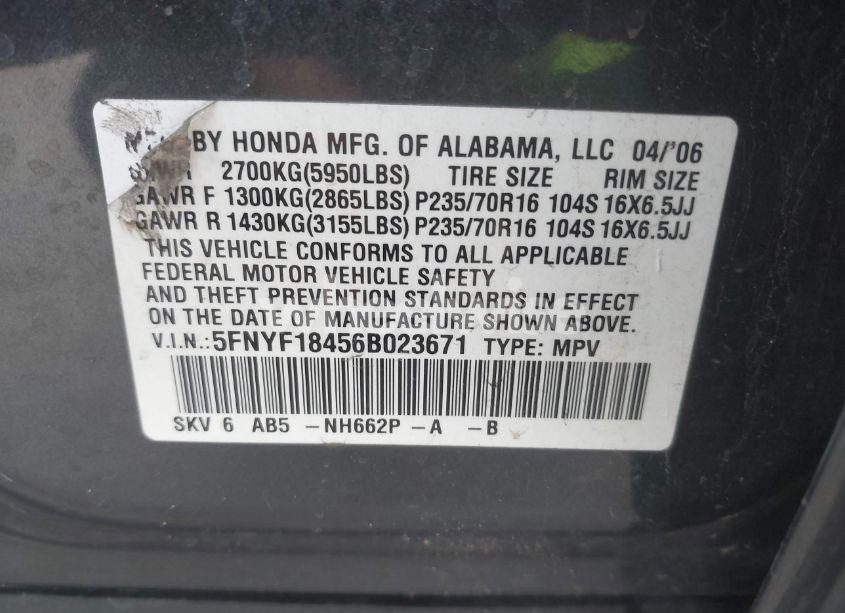 BY HONDA MFG. OF ALABAMA, LLC 04/'06
2700KG(5950LBS) TIRE SIZE RIM SIZE
GAWR F 1300KG(2865LBS) P235/70R16 104S 16X6.5JJ
GAWR R 1430KG(3155LBS) P235/70R16 104S 16X6.5JJ
THIS VEHICLE CONFORMS TO ALL APPLICABLE
FEDERAL MOTOR VEHICLE SAFETY
AND THEFT PREVENTION STANDARDS IN EFFECT
ON THE DATE OF MANUFACTURE SHOWN ABOVE.
V.I.N.:5FNYF18456B023671 TYPE: MPV
SKV 6 AB5 -NH662P -A -B